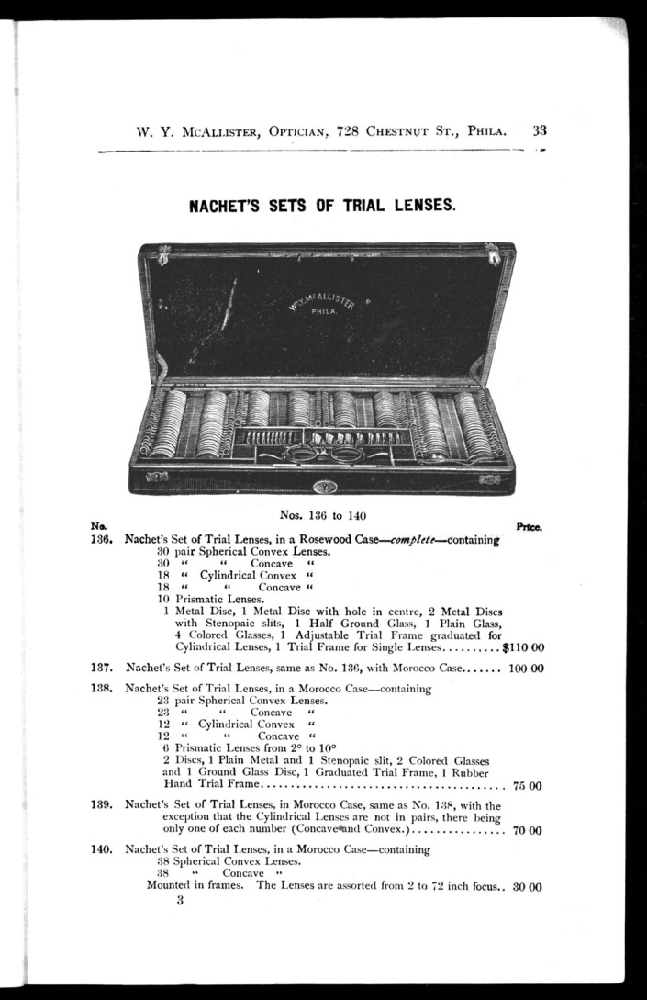 W. Y. McAllister, Optician, 728 Chestnut St., Phila. 33
NACHET'S SETS OF TRIAL LENSES.
W.Y. McALLISTER
PHILA.
Nos. 136 to 140
No. Price.
136. Nachet's Set of Trial Lenses, in a Rosewood Case—complete—containing
30 pair Spherical Convex Lenses.
30 “ “ Concave “
18 “ Cylindrical Convex “
18 “ “ Concave “
10 Prismatic Lenses.
1 Metal Disc, 1 Metal Disc with hole in centre, 2 Metal Discs
with Stenopaic slits, 1 Half Ground Glass, 1 Plain Glass,
4 Colored Glasses, 1 Adjustable Trial Frame graduated for
Cylindrical Lenses, 1 Trial Frame for Single Lenses.......... $110 00
137. Nachet's Set of Trial Lenses, same as No. 136, with Morocco Case....... 100 00
138. Nachet's Set of Trial Lenses, in a Morocco Case—containing
23 pair Spherical Convex Lenses.
23 “ “ Concave “
12 “ Cylindrical Convex “
12 “ “ Concave “
6 Prismatic Lenses from 2° to 10°
2 Discs, 1 Plain Metal and 1 Stenopaic slit, 2 Colored Glasses
and 1 Ground Glass Disc, 1 Graduated Trial Frame, 1 Rubber
Hand Trial Frame........................................ 75 00
139. Nachet's Set of Trial Lenses, in Morocco Case, same as No. 138, with the
exception that the Cylindrical Lenses are not in pairs, there being
only one of each number (Concave and Convex.)................ 70 00
140. Nachet's Set of Trial Lenses, in a Morocco Case—containing
38 Spherical Convex Lenses.
38 “ Concave “
Mounted in frames. The Lenses are assorted from 2 to 72 inch focus.. 30 00
3